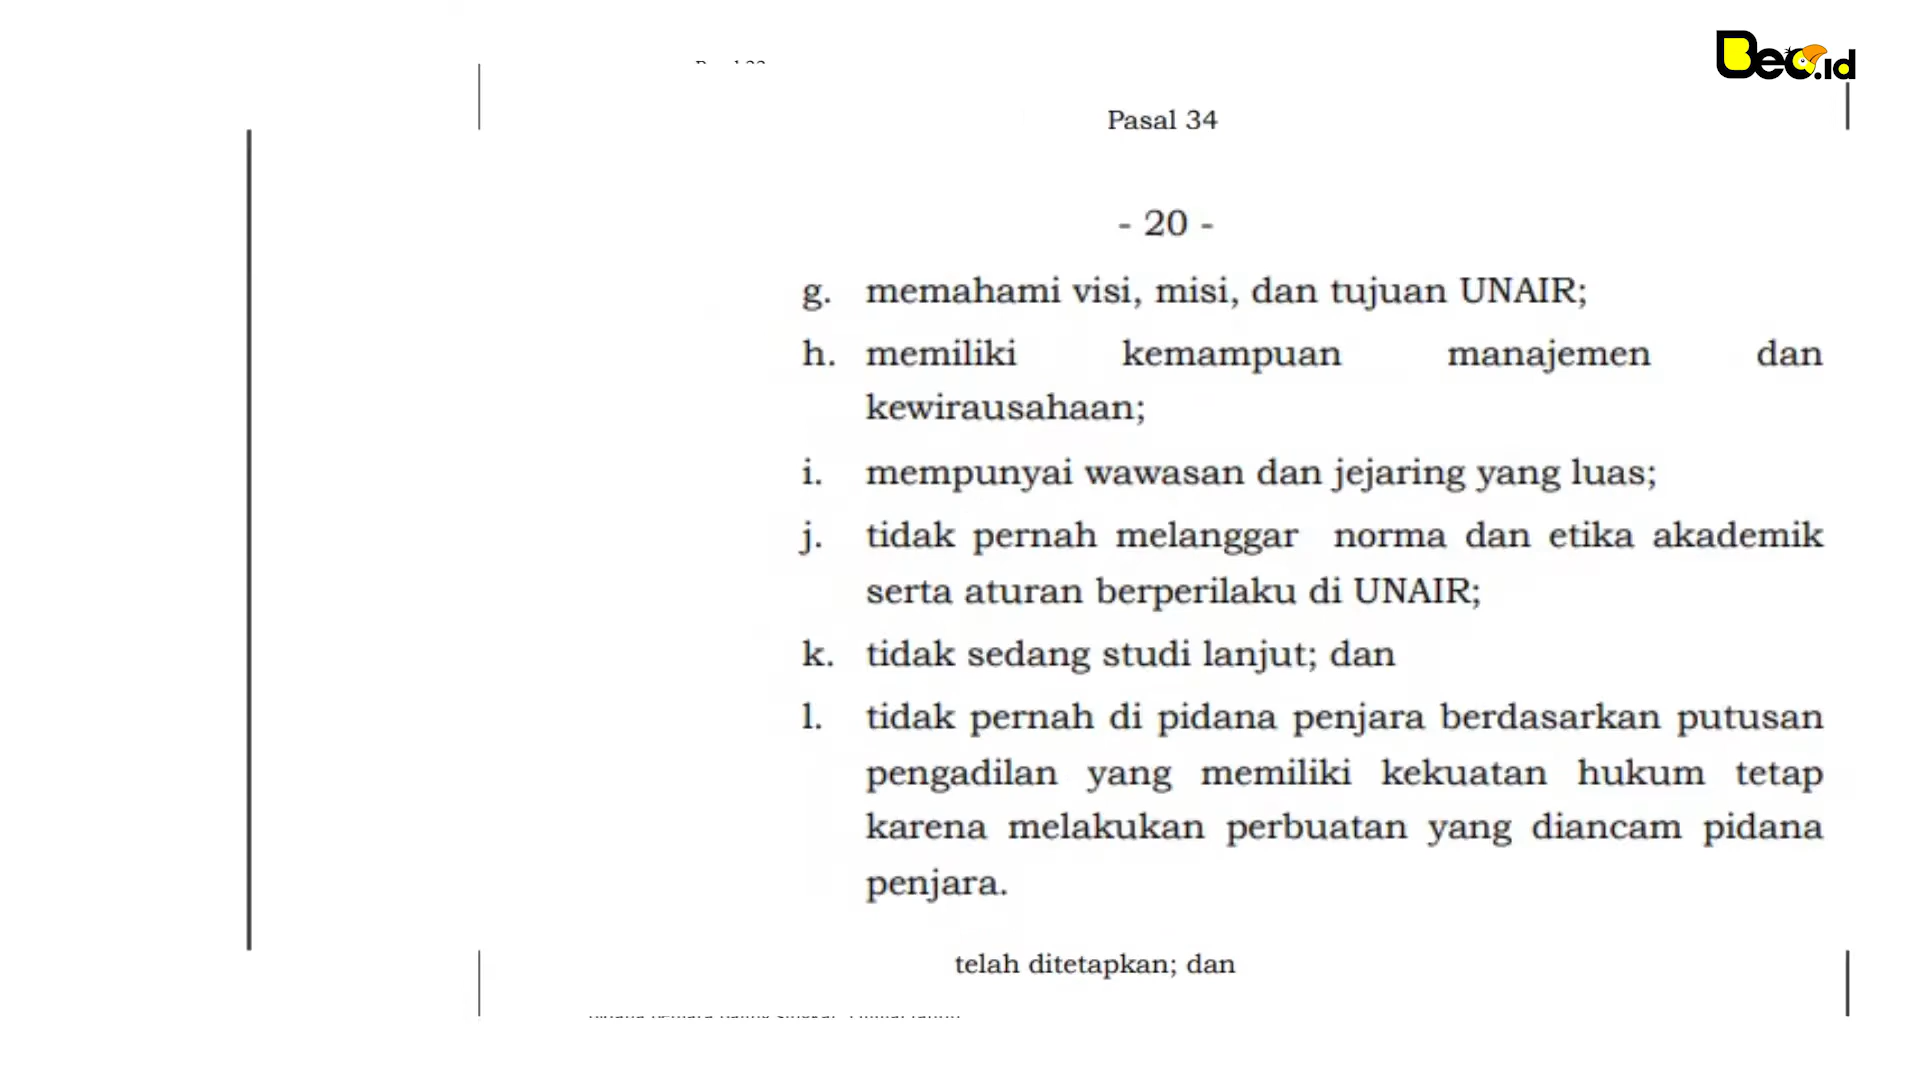 Beo.id
Pasal 34
- 20 -
g. memahami visi, misi, dan tujuan UNAIR;
h. memiliki kemampuan manajemen dan
kewirausahaan;
i. mempunyai wawasan dan jejaring yang luas;
j. tidak pernah melanggar norma dan etika akademik
serta aturan berperilaku di UNAIR;
k. tidak sedang studi lanjut; dan
l. tidak pernah di pidana penjara berdasarkan putusan
pengadilan yang memiliki kekuatan hukum tetap
karena melakukan perbuatan yang diancam pidana
penjara.
telah ditetapkan; dan